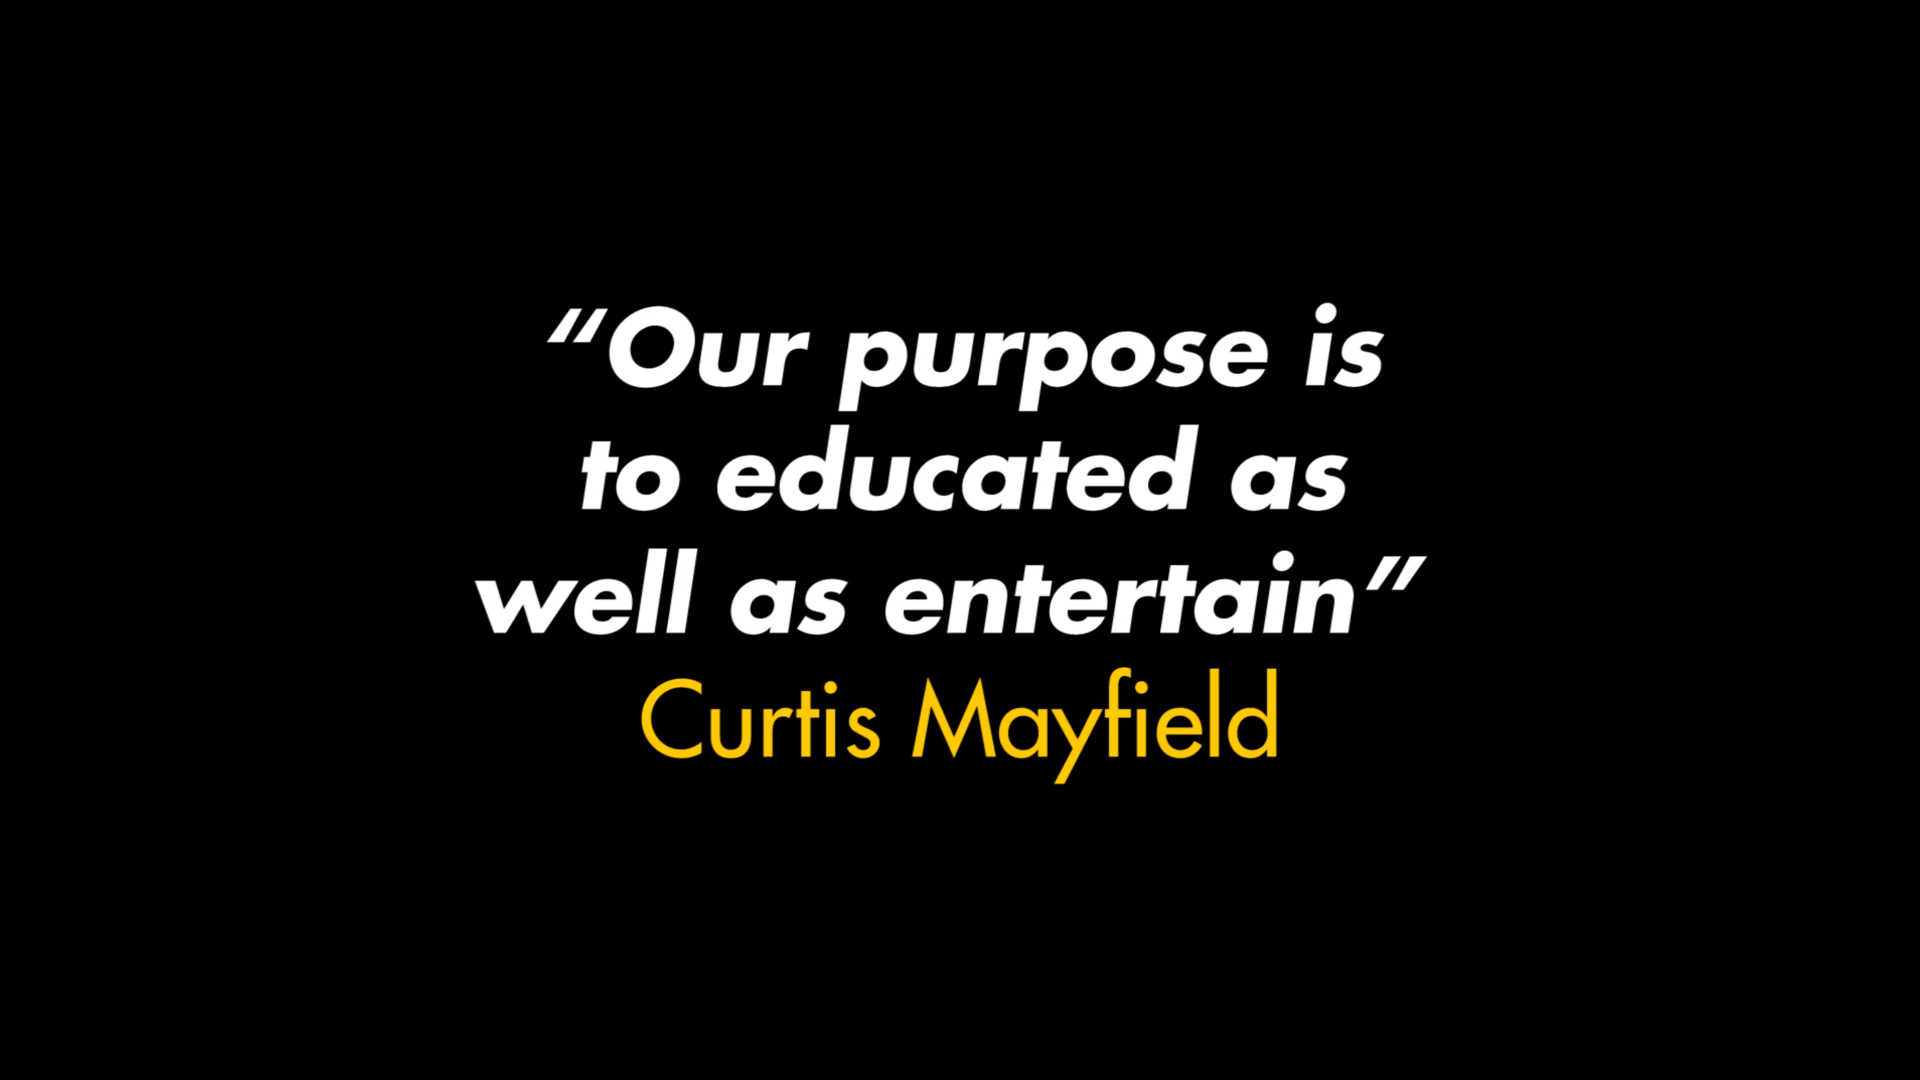 “Our purpose is
to educated as
well as entertain”
Curtis Mayfield